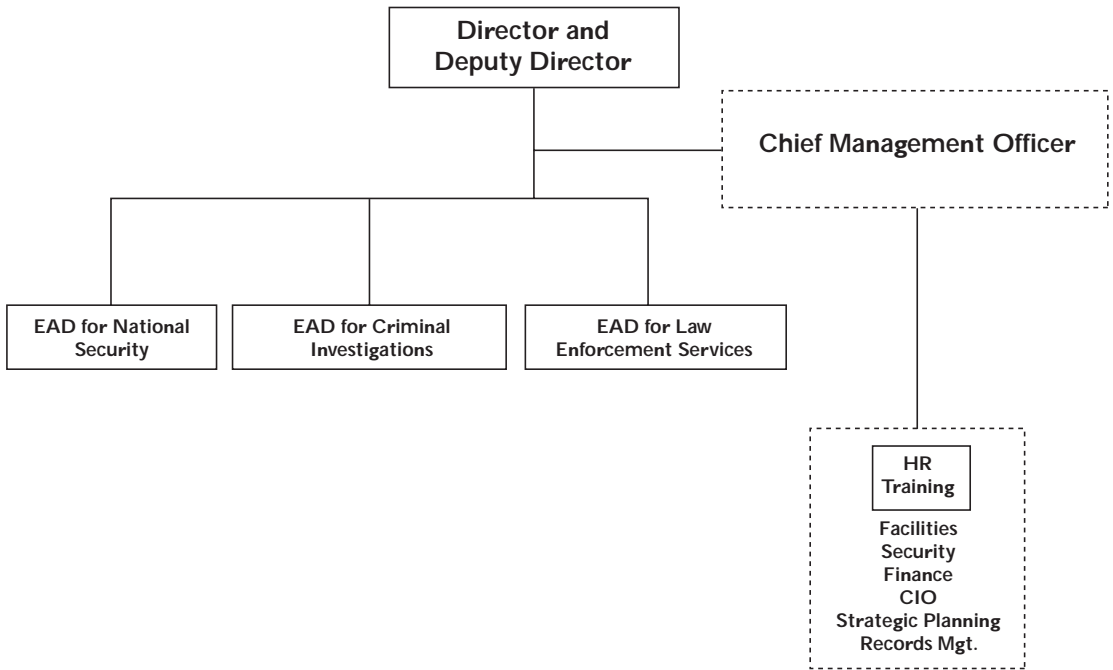 Director and
Deputy Director
Chief Management Officer
EAD for National
Security
EAD for Criminal
Investigations
EAD for Law
Enforcement Services
HR
Training
Facilities
Security
Finance
CIO
Strategic Planning
Records Mgt.